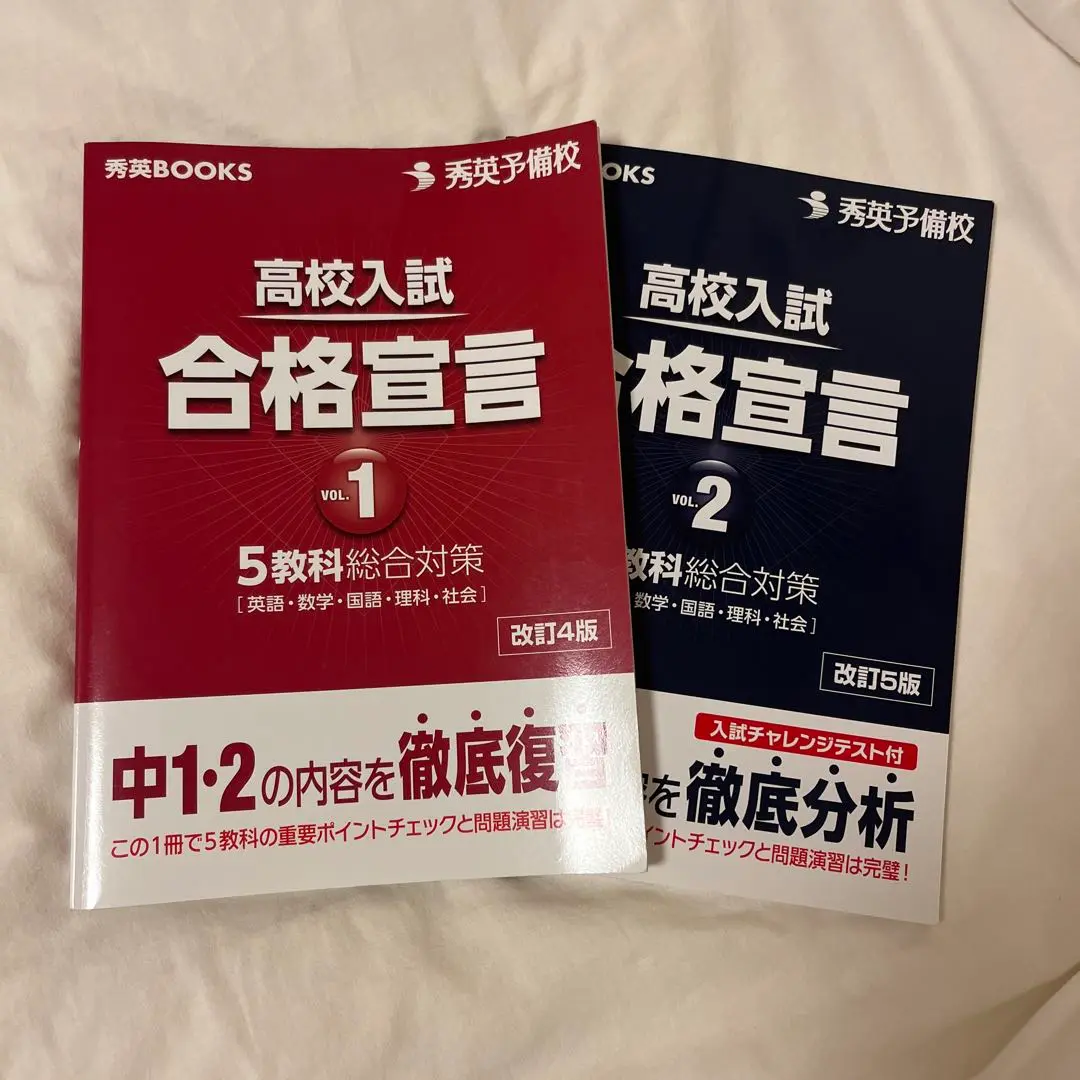 秀英BOOKS
秀英予備校
高校入試
合格宣言
VOL.1
5教科総合対策
[英語・数学・国語・理科・社会]
改訂4版
中1・2の内容を徹底復習
この1冊で5教科の重要ポイントチェックと問題演習は完璧!
OKS
秀英予備校
高校入試
格宣言
VOL.2
教科総合対策
数学・国語・理科・社会]
改訂5版
入試チャレンジテスト付
を徹底分析
イントチェックと問題演習は完璧!